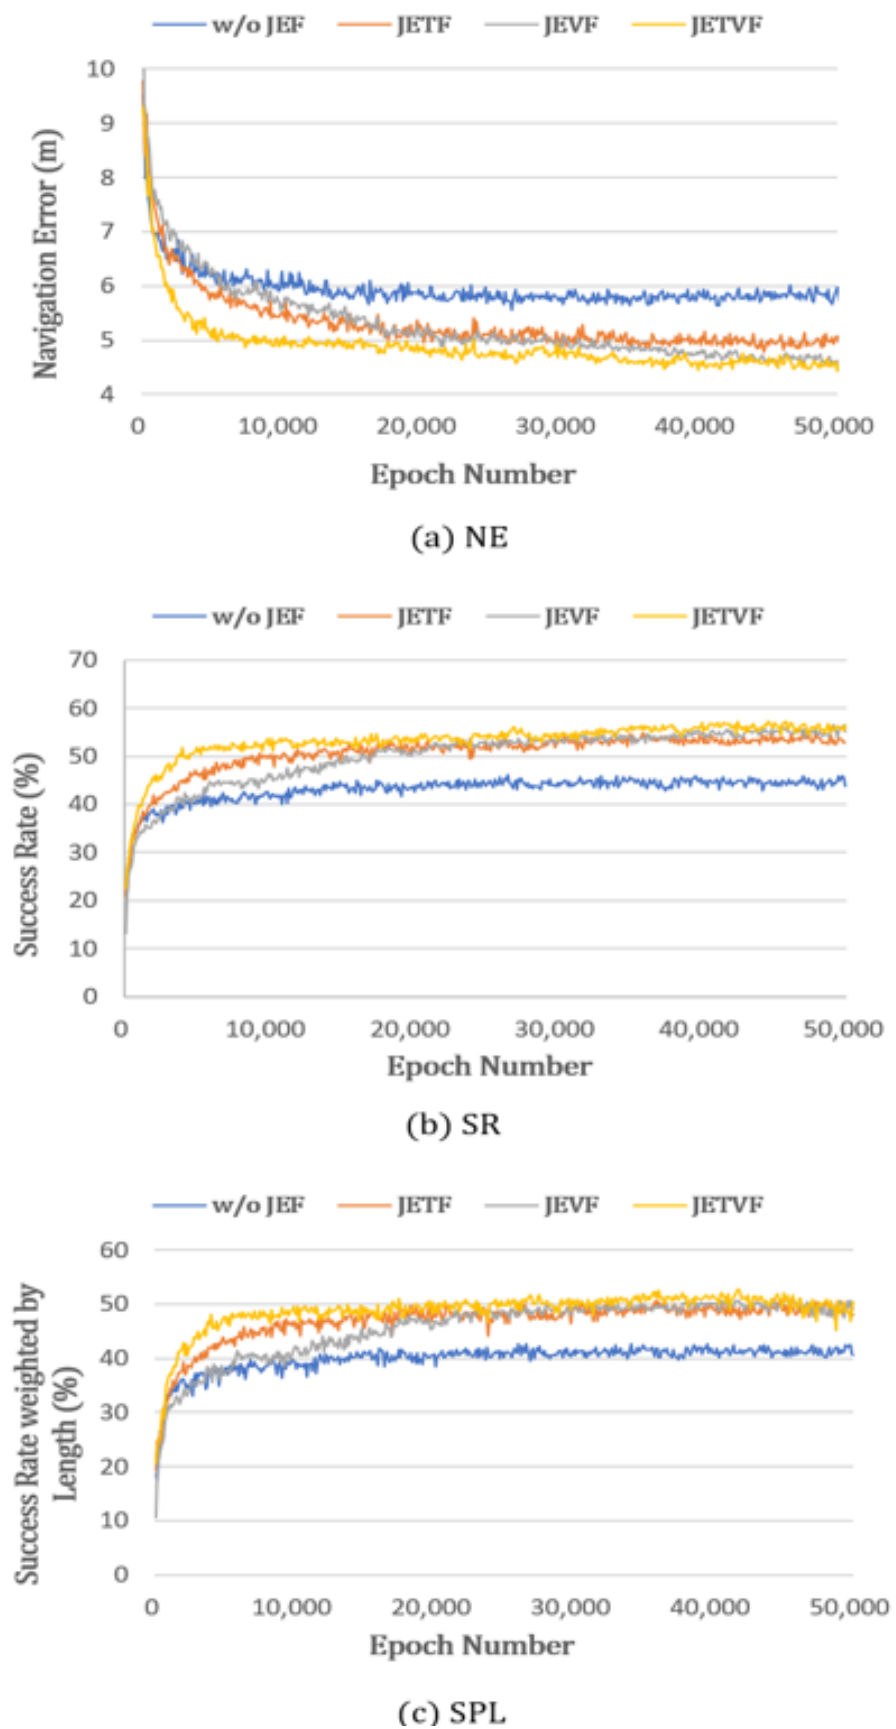 w/o JEF JETF JEVF JETVF
10
9
8
7
6
5
4
Navigation Error (m)
0 10,000 20,000 30,000 40,000 50,000
Epoch Number
(a) NE
w/o JEF JETF JEVF JETVF
70
60
50
40
30
20
10
0
Success Rate (%)
0 10,000 20,000 30,000 40,000 50,000
Epoch Number
(b) SR
w/o JEF JETF JEVF JETVF
60
50
40
30
20
10
0
Success Rate weighted by
Length (%)
0 10,000 20,000 30,000 40,000 50,000
Epoch Number
(c) SPL